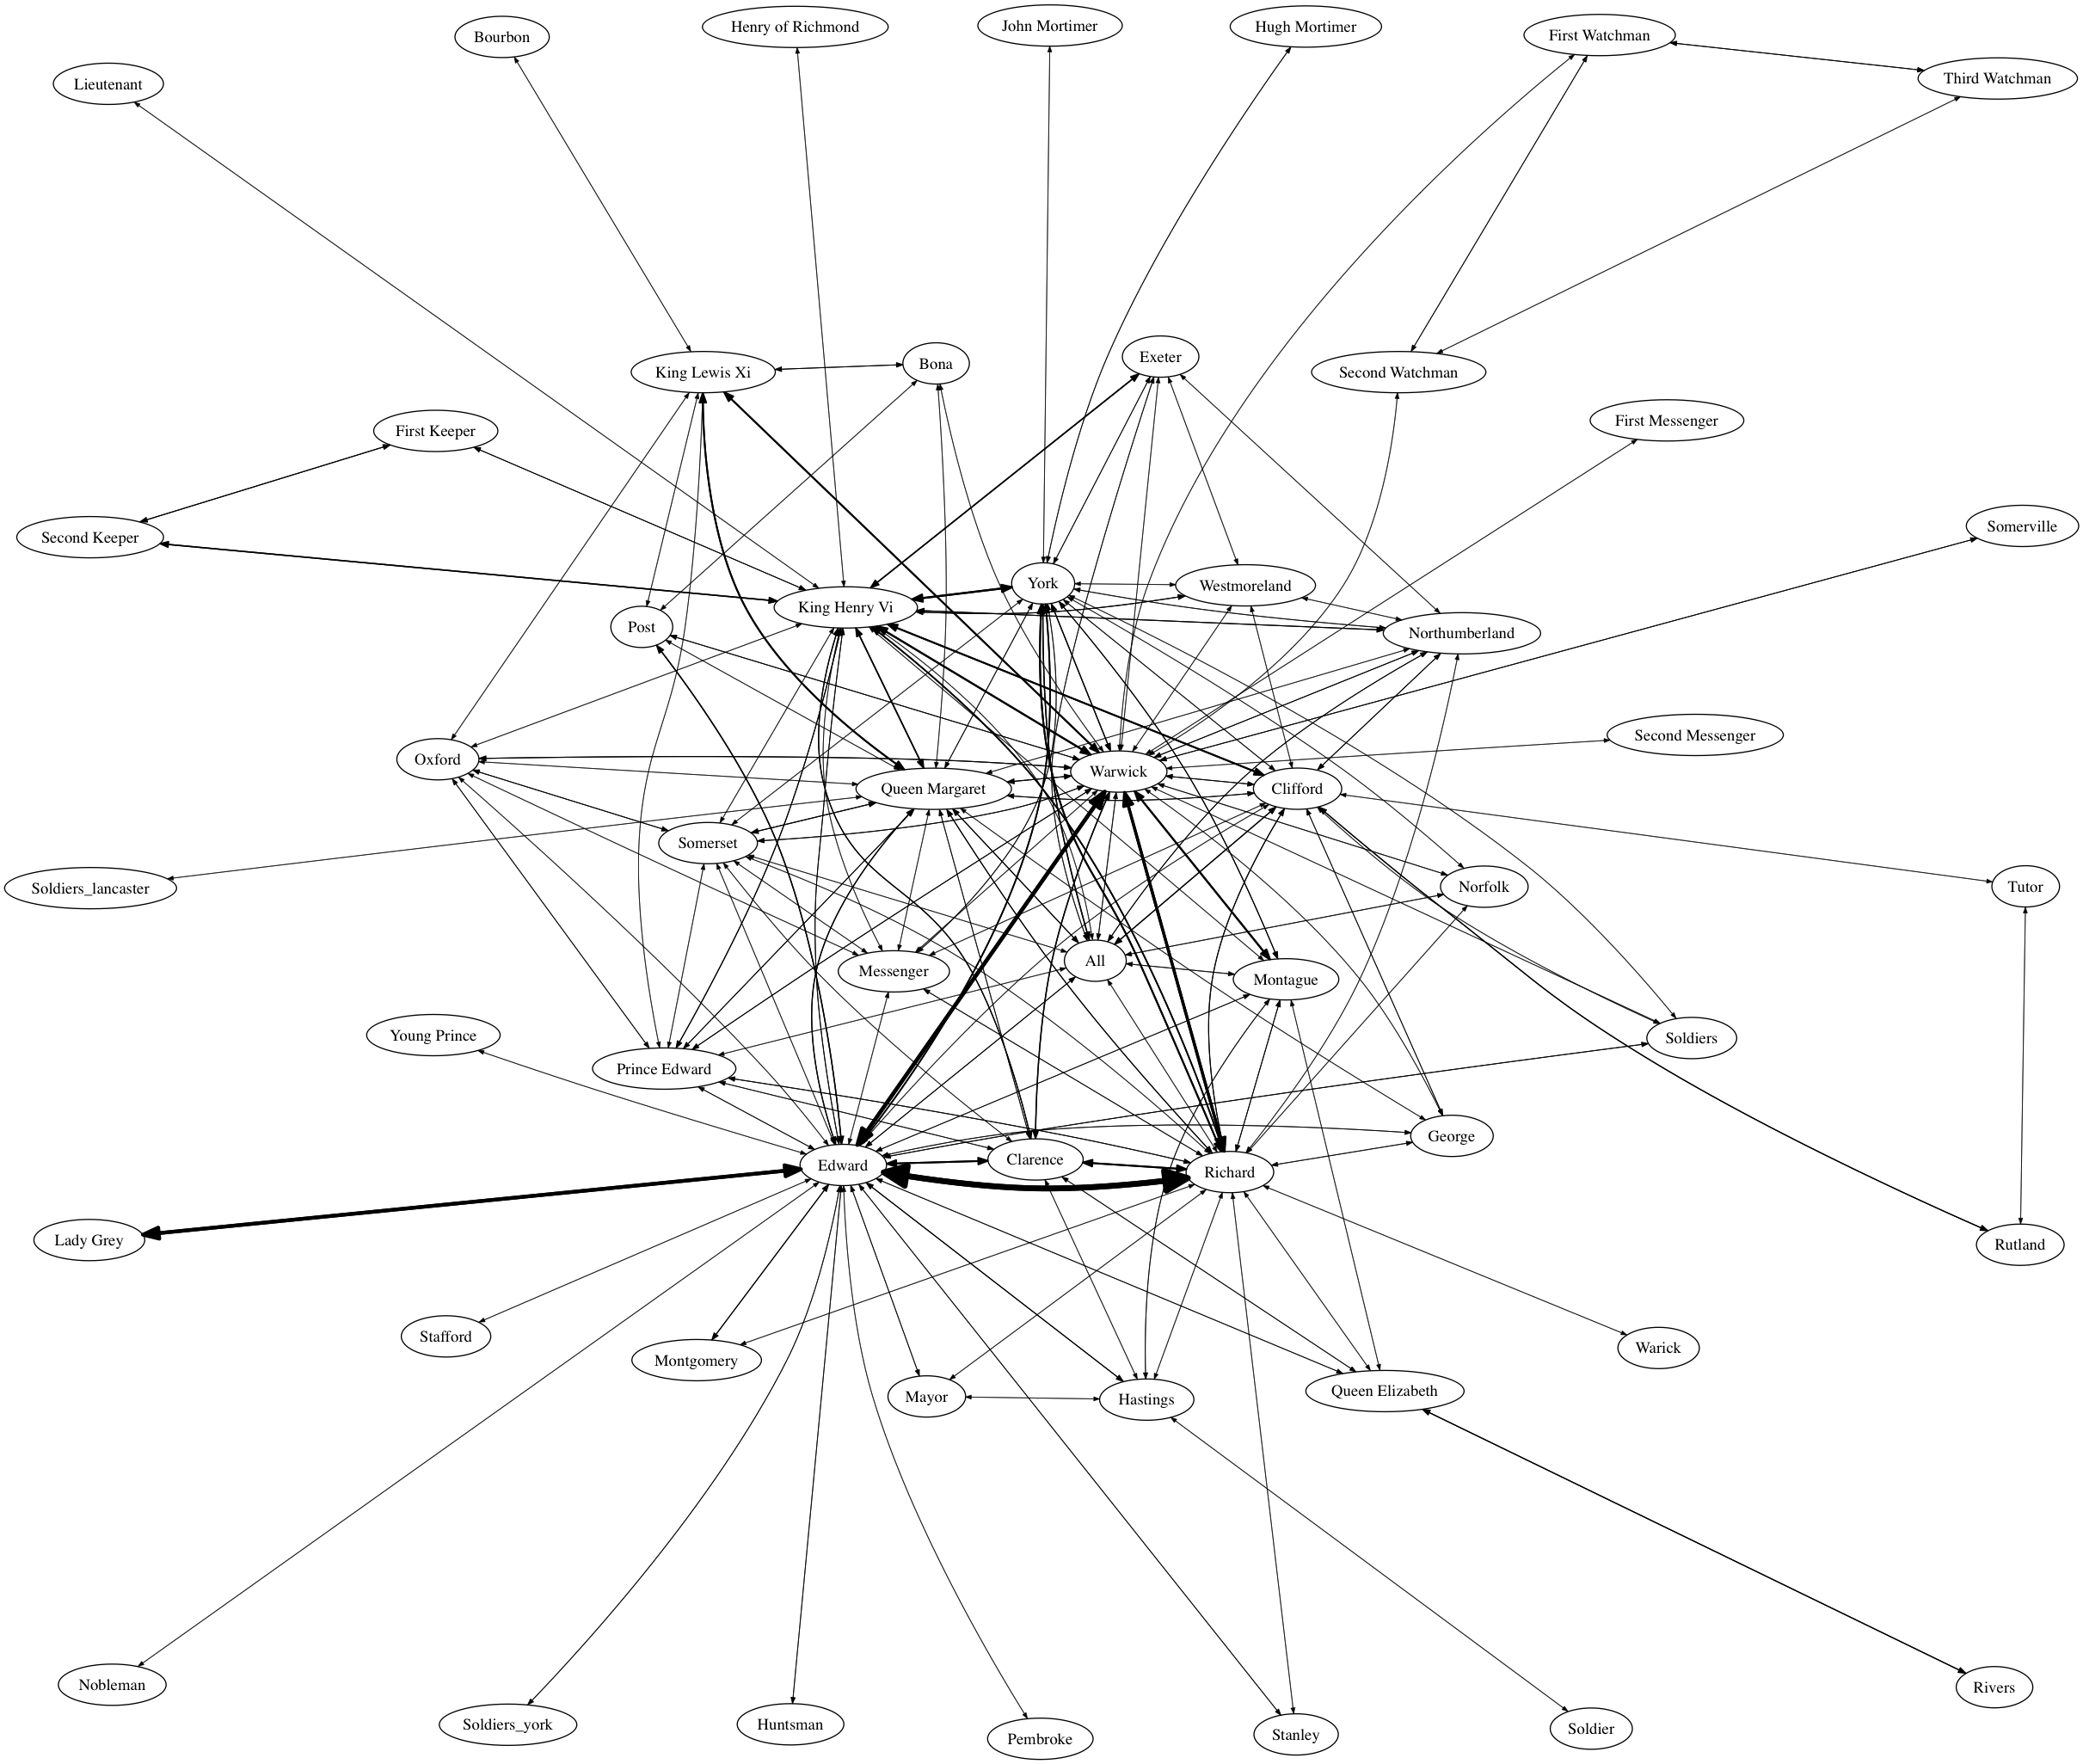 Bourbon
Henry of Richmond
John Mortimer
Hugh Mortimer
First Watchman
Lieutenant
Third Watchman
King Lewis Xi
Bona
Exeter
Second Watchman
First Keeper
First Messenger
Second Keeper
Somerville
King Henry Vi
York
Westmoreland
Post
Northumberland
Oxford
Queen Margaret
Warwick
Clifford
Second Messenger
Somerset
Soldiers_lancaster
Norfolk
Tutor
Messenger
All
Montague
Young Prince
Prince Edward
Soldiers
George
Edward
Clarence
Richard
Lady Grey
Rutland
Stafford
Montgomery
Warick
Mayor
Hastings
Queen Elizabeth
Nobleman
Rivers
Soldiers_york
Huntsman
Pembroke
Stanley
Soldier